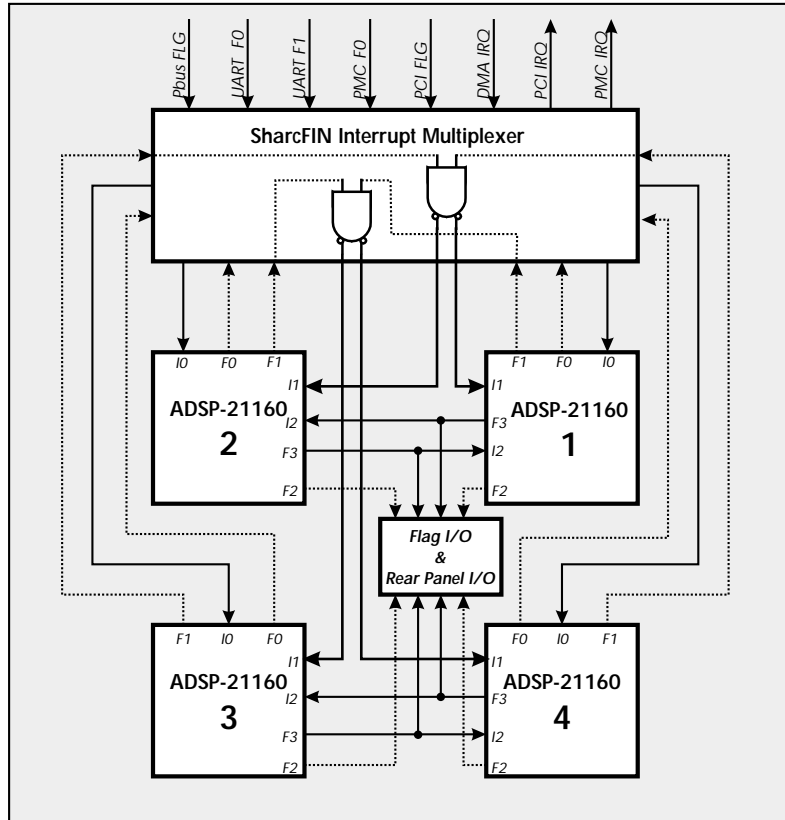 Pbus FLG
UART F0
UART F1
PMC F0
PCI FLG
DMA IRQ
PCI IRQ
PMC IRQ
SharcFIN Interrupt Multiplexer
I0
F0
F1
F1
F0
I0
ADSP-21160
2
I1
I2
F3
F2
I1
F3
I2
F2
ADSP-21160
1
Flag I/O
&
Rear Panel I/O
F1
I0
F0
F0
I0
F1
ADSP-21160
3
I1
I2
F3
F2
I1
F3
I2
F2
ADSP-21160
4